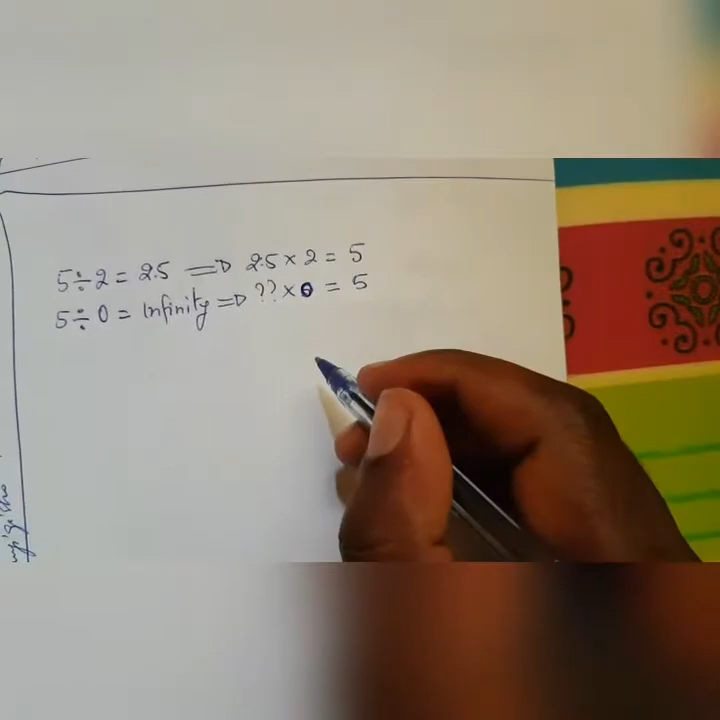 5÷2 = 2.5 ⇒ 2.5 × 2 = 5
5÷0 = Infinity ⇒ ?? × 0 = 5